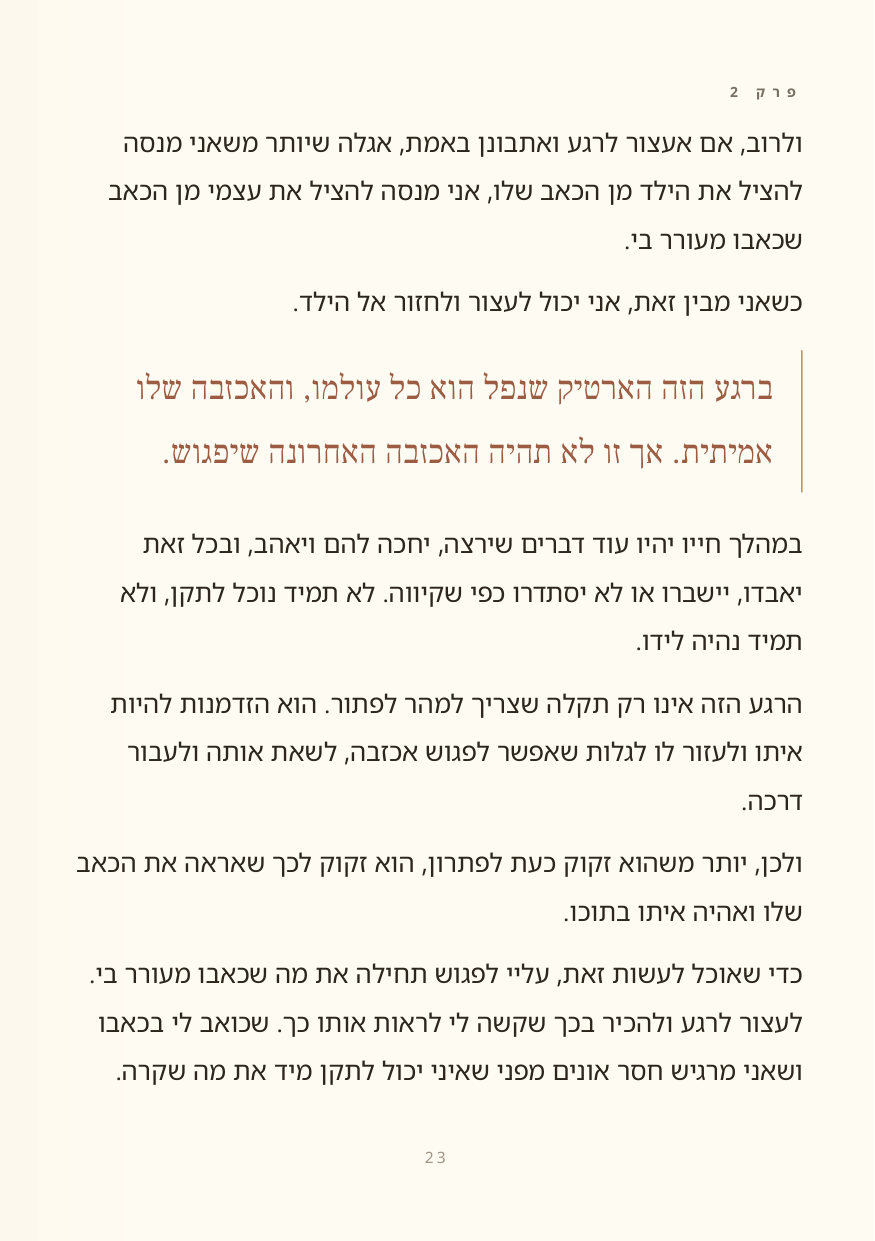 פרק 2
ולרוב, אם אעצור לרגע ואתבונן באמת, אגלה שיותר משאני מנסה
להציל את הילד מן הכאב שלו, אני מנסה להציל את עצמי מן הכאב
שכאבו מעורר בי.
כשאני מבין זאת, אני יכול לעצור ולחזור אל הילד.
ברגע הזה הארטיק שנפל הוא כל עולמו, והאכזבה שלו
אמיתית. אך זו לא תהיה האכזבה האחרונה שיפגוש.
במהלך חייו יהיו עוד דברים שירצה, יחכה להם ויאהב, ובכל זאת
יאבדו, יישברו או לא יסתדרו כפי שקיווה. לא תמיד נוכל לתקן, ולא
תמיד נהיה לידו.
הרגע הזה אינו רק תקלה שצריך למהר לפתור. הוא הזדמנות להיות
איתו ולעזור לו לגלות שאפשר לפגוש אכזבה, לשאת אותה ולעבור
דרכה.
ולכן, יותר משהוא זקוק כעת לפתרון, הוא זקוק לכך שאראה את הכאב
שלו ואהיה איתו בתוכו.
כדי שאוכל לעשות זאת, עליי לפגוש תחילה את מה שכאבו מעורר בי.
לעצור לרגע ולהכיר בכך שקשה לי לראות אותו כך. שכואב לי בכאבו
ושאני מרגיש חסר אונים מפני שאיני יכול לתקן מיד את מה שקרה.
23